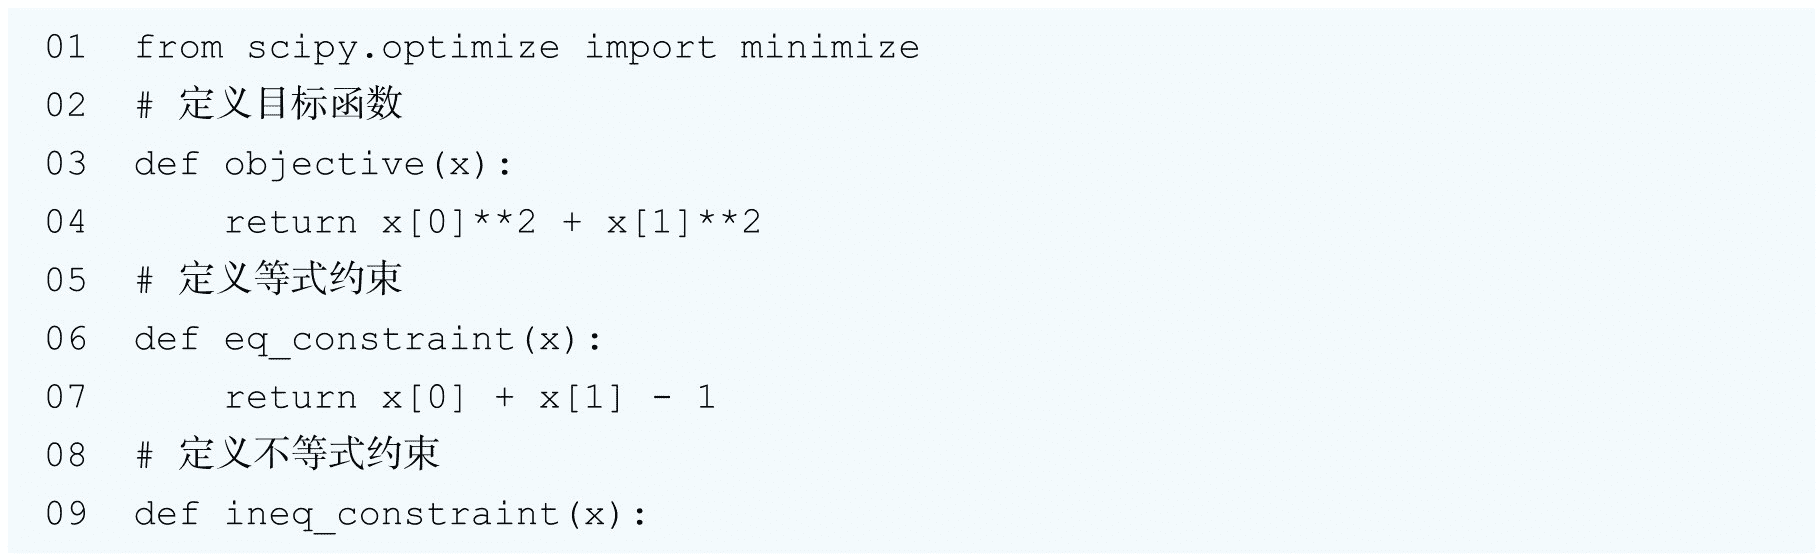 01 from scipy.optimize import minimize
02 # 定义目标函数
03 def objective(x):
04     return x[0]**2 + x[1]**2
05 # 定义等式约束
06 def eq_constraint(x):
07     return x[0] + x[1] - 1
08 # 定义不等式约束
09 def ineq_constraint(x):